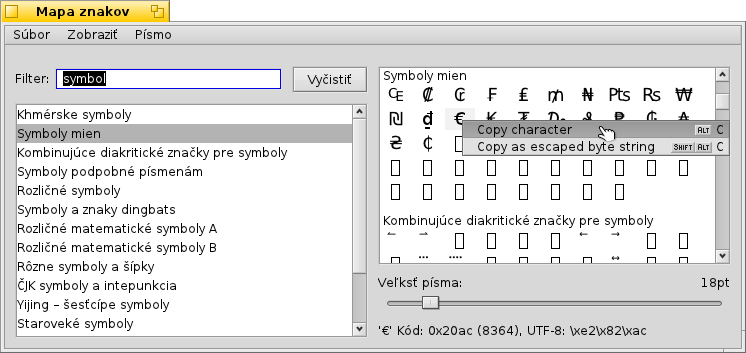 Mapa znakov
Súbor Zobraziť Písmo
Filter: symbol Vyčistiť
Khmérske symboly
Symboly mien
Kombinujúce diakritické značky pre symboly
Symboly podpobné písmenám
Rozličné symboly
Symboly a znaky dingbats
Rozličné matematické symboly A
Rozličné matematické symboly B
Rôzne symboly a šípky
ČJK symboly a intepunkcia
Yijing – šesťcípe symboly
Staroveké symboly
Symboly mien
₠ ₡ ₢ ₣ ₤ ₥ ₦ ₧ ₨ ₩
₪ ₫ €
Copy character ALT C
Copy as escaped byte string SHIFT ALT C
Kombinujúce diakritické značky pre symboly
Veľksť písma: 18pt
'€' Kód: 0x20ac (8364), UTF-8: \xe2\x82\xac